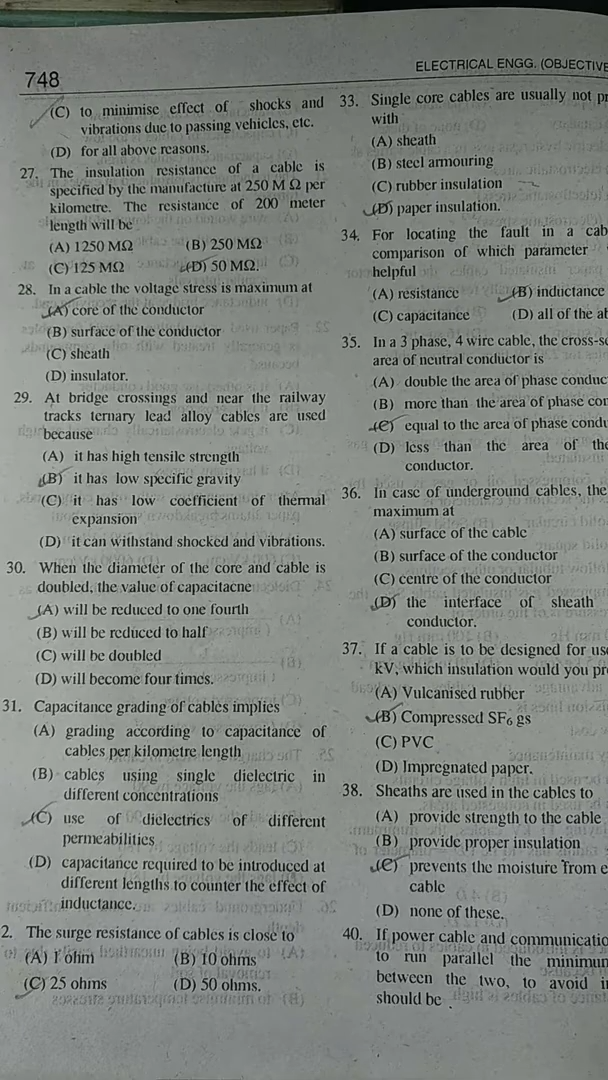 748
ELECTRICAL ENGG. (OBJECTIVE
(C) to minimise effect of shocks and
vibrations due to passing vehicles, etc.
(D) for all above reasons.
27. The insulation resistance of a cable is
specified by the manufacture at 250 M Ω per
kilometre. The resistance of 200 meter
length will be
(A) 1250 MΩ (B) 250 MΩ
(C) 125 MΩ (D) 50 MΩ.
28. In a cable the voltage stress is maximum at
(A) core of the conductor
(B) surface of the conductor
(C) sheath
(D) insulator.
29. At bridge crossings and near the railway
tracks ternary lead alloy cables are used
because
(A) it has high tensile strength
(B) it has low specific gravity
(C) it has low coefficient of thermal
expansion
(D) it can withstand shocked and vibrations.
30. When the diameter of the core and cable is
doubled, the value of capacitacne
(A) will be reduced to one fourth
(B) will be reduced to half
(C) will be doubled
(D) will become four times.
31. Capacitance grading of cables implies
(A) grading according to capacitance of
cables per kilometre length
(B) cables using single dielectric in
different concentrations
(C) use of dielectrics of different
permeabilities
(D) capacitance required to be introduced at
different lengths to counter the effect of
inductance.
2. The surge resistance of cables is close to
(A) 1 ohm (B) 10 ohms
(C) 25 ohms (D) 50 ohms.
33. Single core cables are usually not
with
(A) sheath
(B) steel armouring
(C) rubber insulation
(D) paper insulation.
34. For locating the fault in a
comparison of which parameter
helpful
(A) resistance (B) inductance
(C) capacitance (D) all of the
35. In a 3 phase, 4 wire cable, the
area of neutral conductor is
(A) double the area of phase
(B) more than the area of phase
(C) equal to the area of phase
(D) less than the area of
conductor.
36. In case of underground cables, the
maximum at
(A) surface of the cable
(B) surface of the conductor
(C) centre of the conductor
(D) the interface of sheath
conductor.
37. If a cable is to be designed for
kV, which insulation would you
(A) Vulcanised rubber
(B) Compressed SF6 gs
(C) PVC
(D) Impregnated paper.
38. Sheaths are used in the cables to
(A) provide strength to the cable
(B) provide proper insulation
(C) prevents the moisture from
cable
(D) none of these.
40. If power cable and
to run parallel the
between the two, to avoid
should be